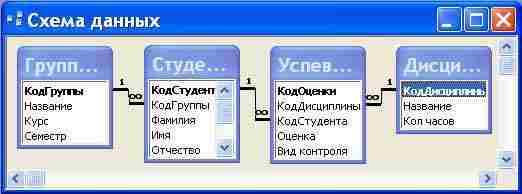 Схема данных
Групп...
КодГруппы
Название
Курс
Семестр
1
∞
Студе...
КодСтудент
КодГруппы
Фамилия
Имя
Отчество
1
∞
Успев...
КодОценки
КодДисциплины
КодСтудента
Оценка
Вид контроля
∞
1
Дисци...
КодДисциплинь
Название
Кол часов